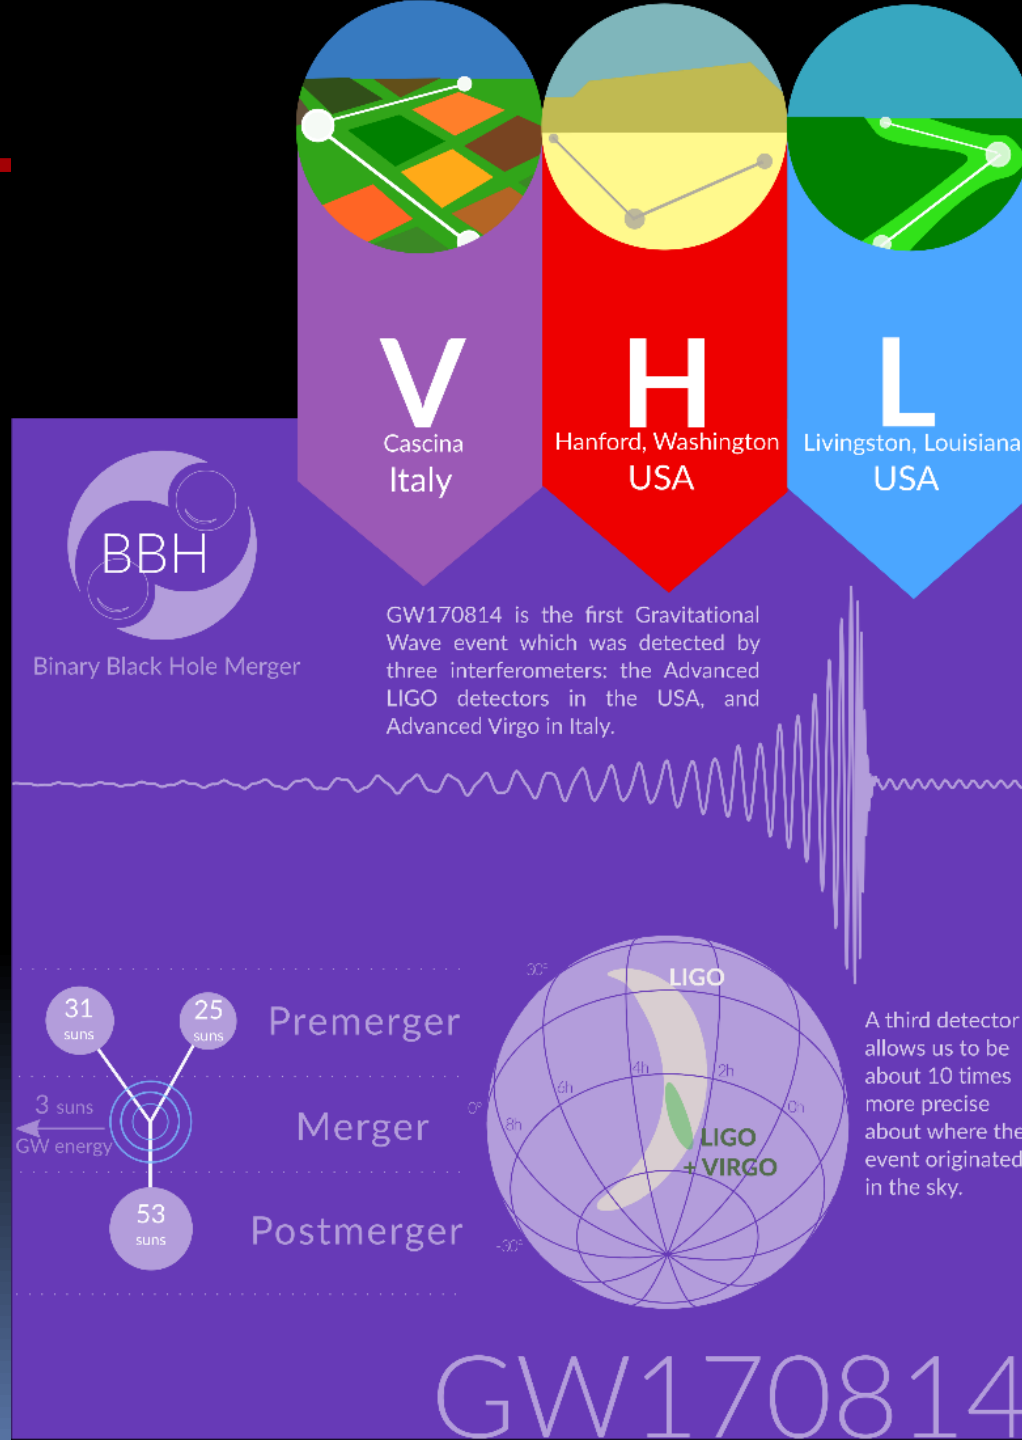 V
Cascina
Italy
H
Hanford, Washington
USA
L
Livingston, Louisiana
USA
BBH
Binary Black Hole Merger
GW170814 is the first Gravitational
Wave event which was detected by
three interferometers: the Advanced
LIGO detectors in the USA, and
Advanced Virgo in Italy.
31
suns
25
suns
Premerger
3 suns
GW energy
Merger
53
suns
Postmerger
30°
0°
-30°
8h
6h
4h
2h
0h
LIGO
LIGO
+ VIRGO
A third detector
allows us to be
about 10 times
more precise
about where the
event originated
in the sky.
GW170814